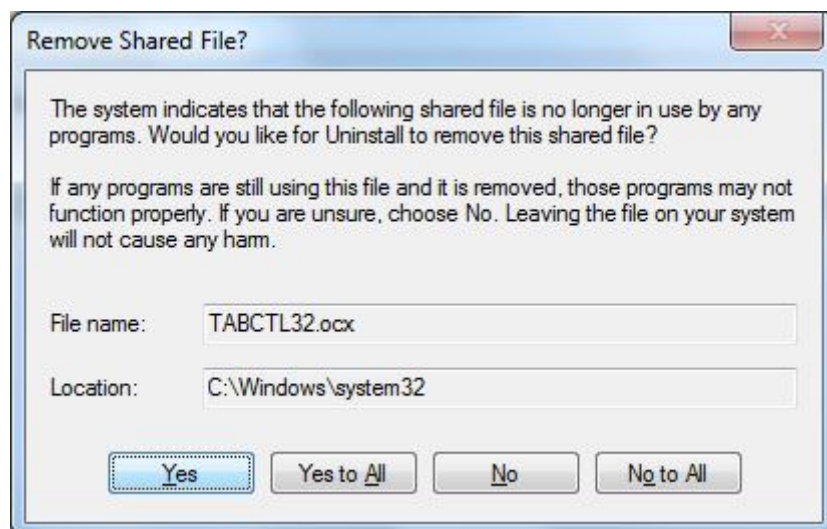 Remove Shared File?
The system indicates that the following shared file is no longer in use by any
programs. Would you like for Uninstall to remove this shared file?
If any programs are still using this file and it is removed, those programs may not
function properly. If you are unsure, choose No. Leaving the file on your system
will not cause any harm.
File name: TABCTL32.ocx
Location: C:\Windows\system32
Yes Yes to All No No to All